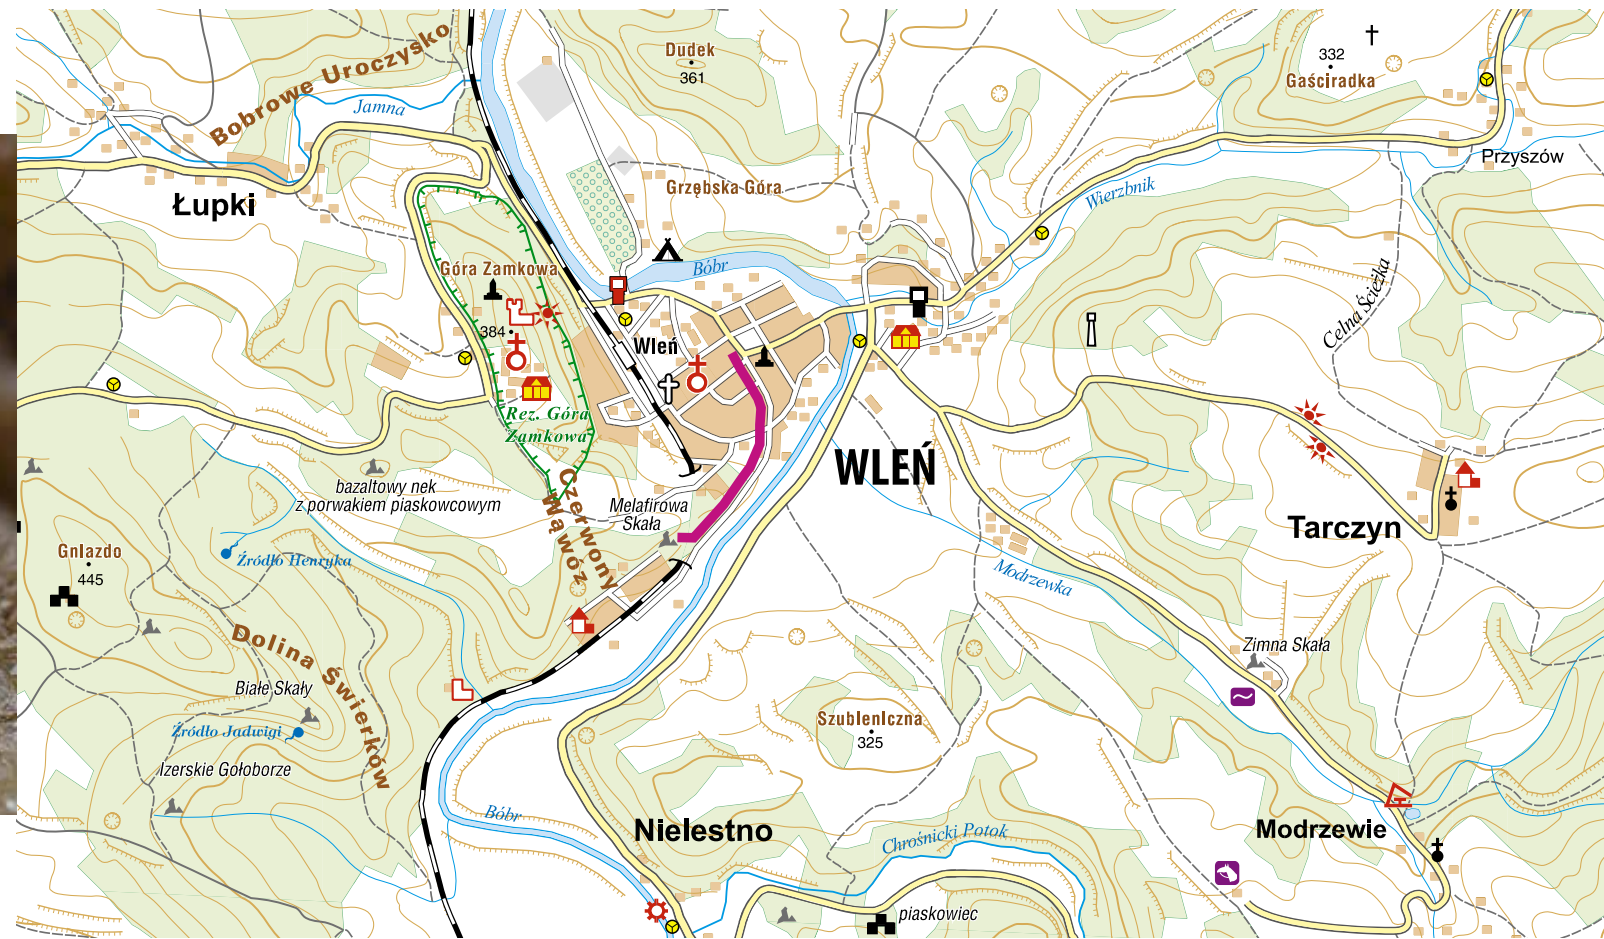 Bobrowe Uroczysko
Dudek
361
332
Gaściradka
Jamna
Przyszów
Łupki
Grzębska Góra
Wierzbnik
Góra Zamkowa
Bóbr
Celna Ścieżka
384
Wleń
Rez. Góra
Zamkowa
WLEŃ
bazaltowy nek
z porwakiem piaskowcowym
Czerwony
Wąwóz
Melafirowa
Skała
Tarczyn
Gniazdo
445
Źródło Henryka
Modrzewka
Dolina Świerków
Zimna Skała
Białe Skały
Źródło Jadwigi
Szubieniczna
325
Izerskie Gołoborze
Bóbr
Nielestno
Chrośnicki Potok
Modrzewie
piaskowiec